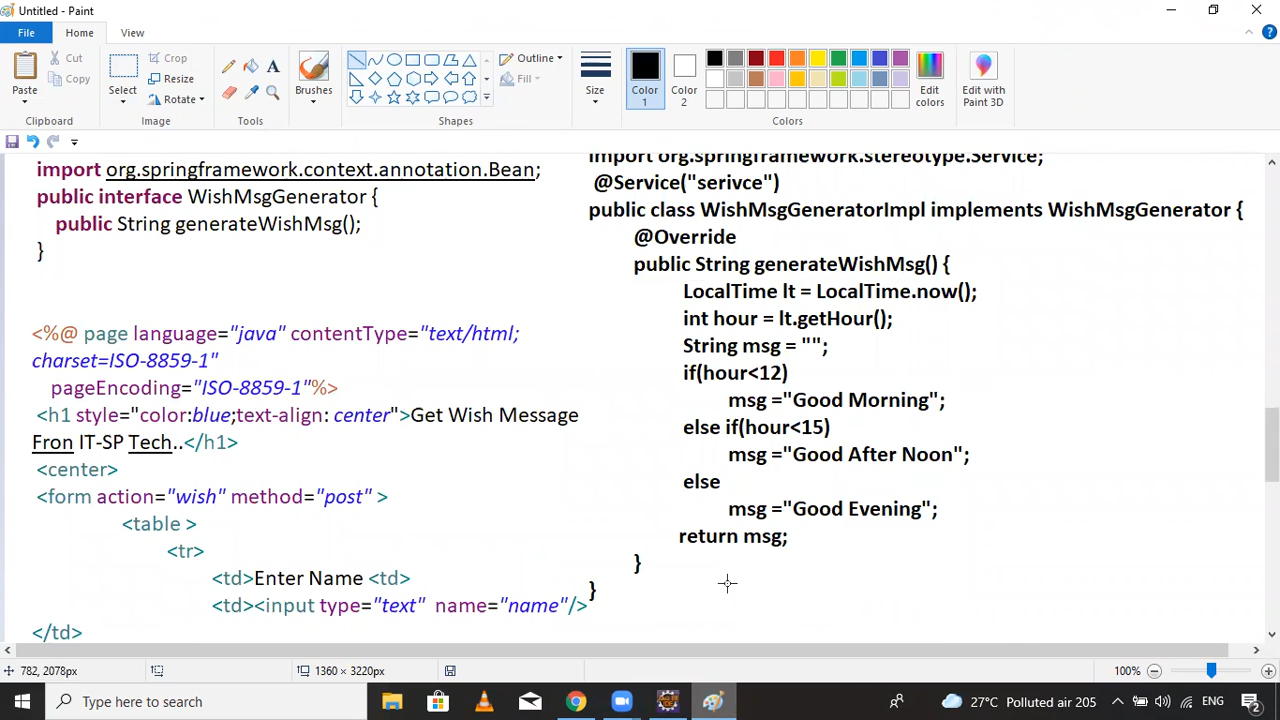 Untitled - Paint
File
Home
View
Paste
Cut
Copy
Clipboard
Select
Crop
Resize
Rotate
Image
Tools
Brushes
Outline
Fill
Shapes
Size
Color 1
Color 2
Colors
Edit colors
Edit with Paint 3D
import org.springframework.context.annotation.Bean;
public interface WishMsgGenerator {
public String generateWishMsg();
}
<%@ page language="java" contentType="text/html;
charset=ISO-8859-1"
pageEncoding="ISO-8859-1"%>
<h1 style="color:blue;text-align: center">Get Wish Message
Fron IT-SP Tech..</h1>
<center>
<form action="wish" method="post" >
<table >
<tr>
<td>Enter Name <td>
<td><input type="text" name="name"/>
</td>
import org.springframework.stereotype.Service;
@Service("serivce")
public class WishMsgGeneratorImpl implements WishMsgGenerator {
@Override
public String generateWishMsg() {
LocalTime lt = LocalTime.now();
int hour = lt.getHour();
String msg = "";
if(hour<12)
msg ="Good Morning";
else if(hour<15)
msg ="Good After Noon";
else
msg ="Good Evening";
return msg;
}
}
782, 2078px
1360 × 3220px
100%
Type here to search
27°C Polluted air 205
ENG
2